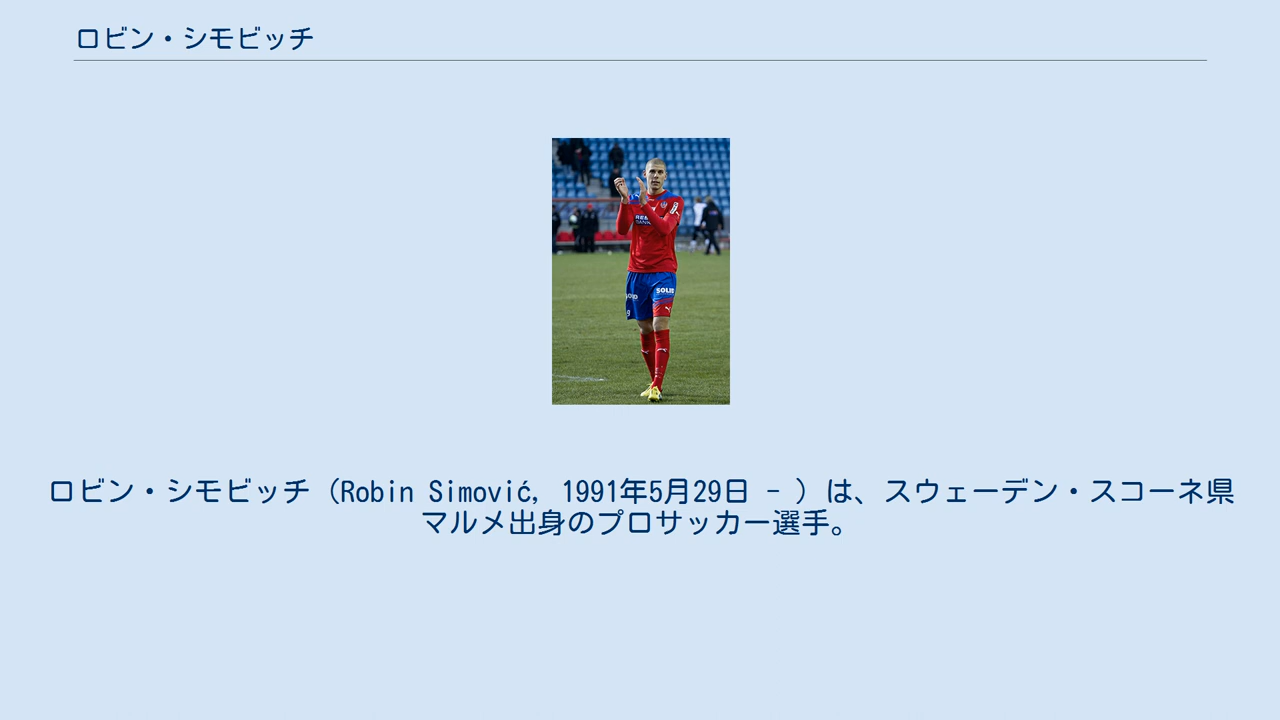 ロビン・シモビッチ
SOLID
ロビン・シモビッチ（Robin Simović, 1991年5月29日 - ）は、スウェーデン・スコーネ県
マルメ出身のプロサッカー選手。